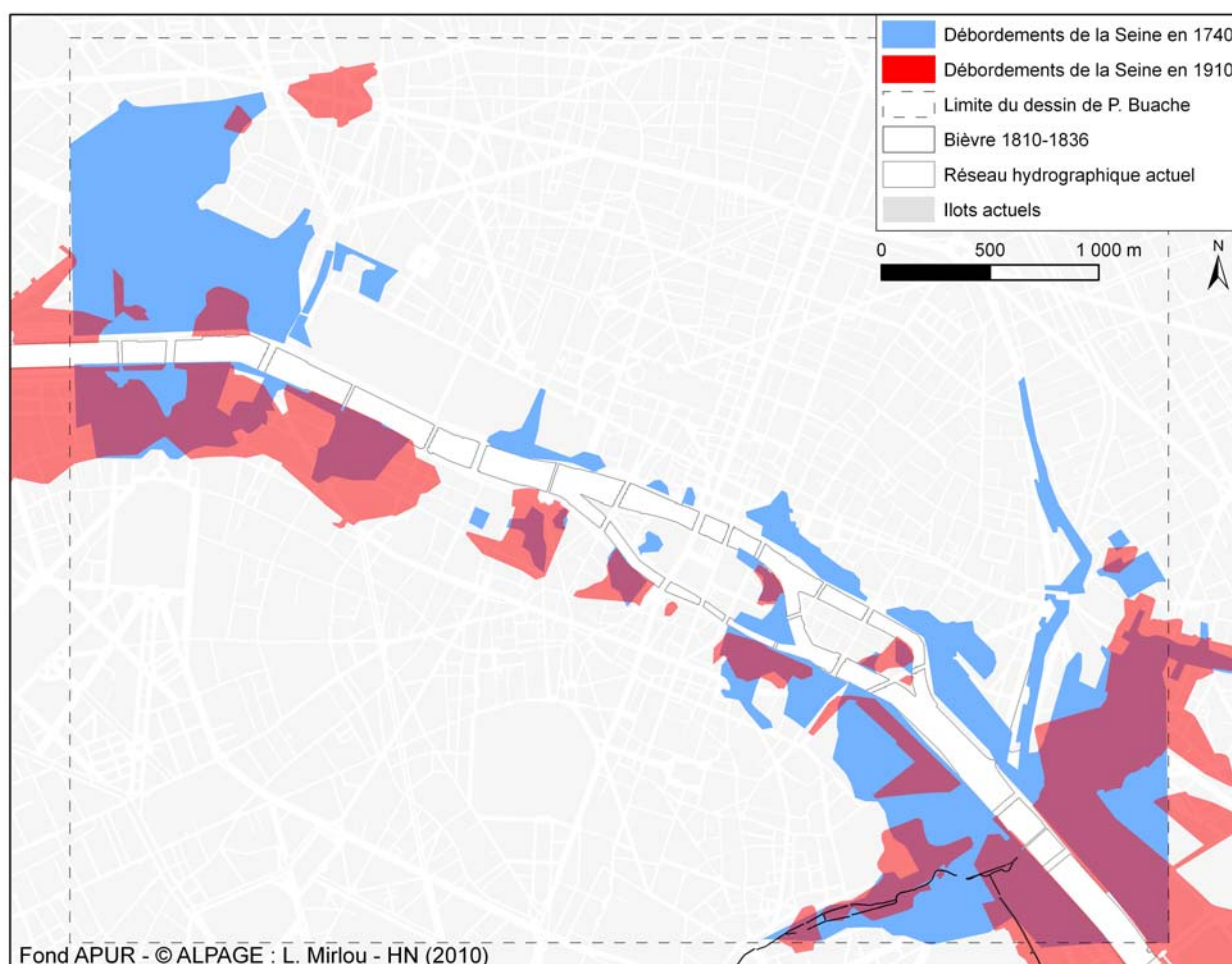 Débordements de la Seine en 1740
Débordements de la Seine en 1910
Limite du dessin de P. Buache
Bièvre 1810-1836
Réseau hydrographique actuel
Ilots actuels
0 500 1 000 m
N
Fond APUR - © ALPAGE : L. Mirlou - HN (2010)